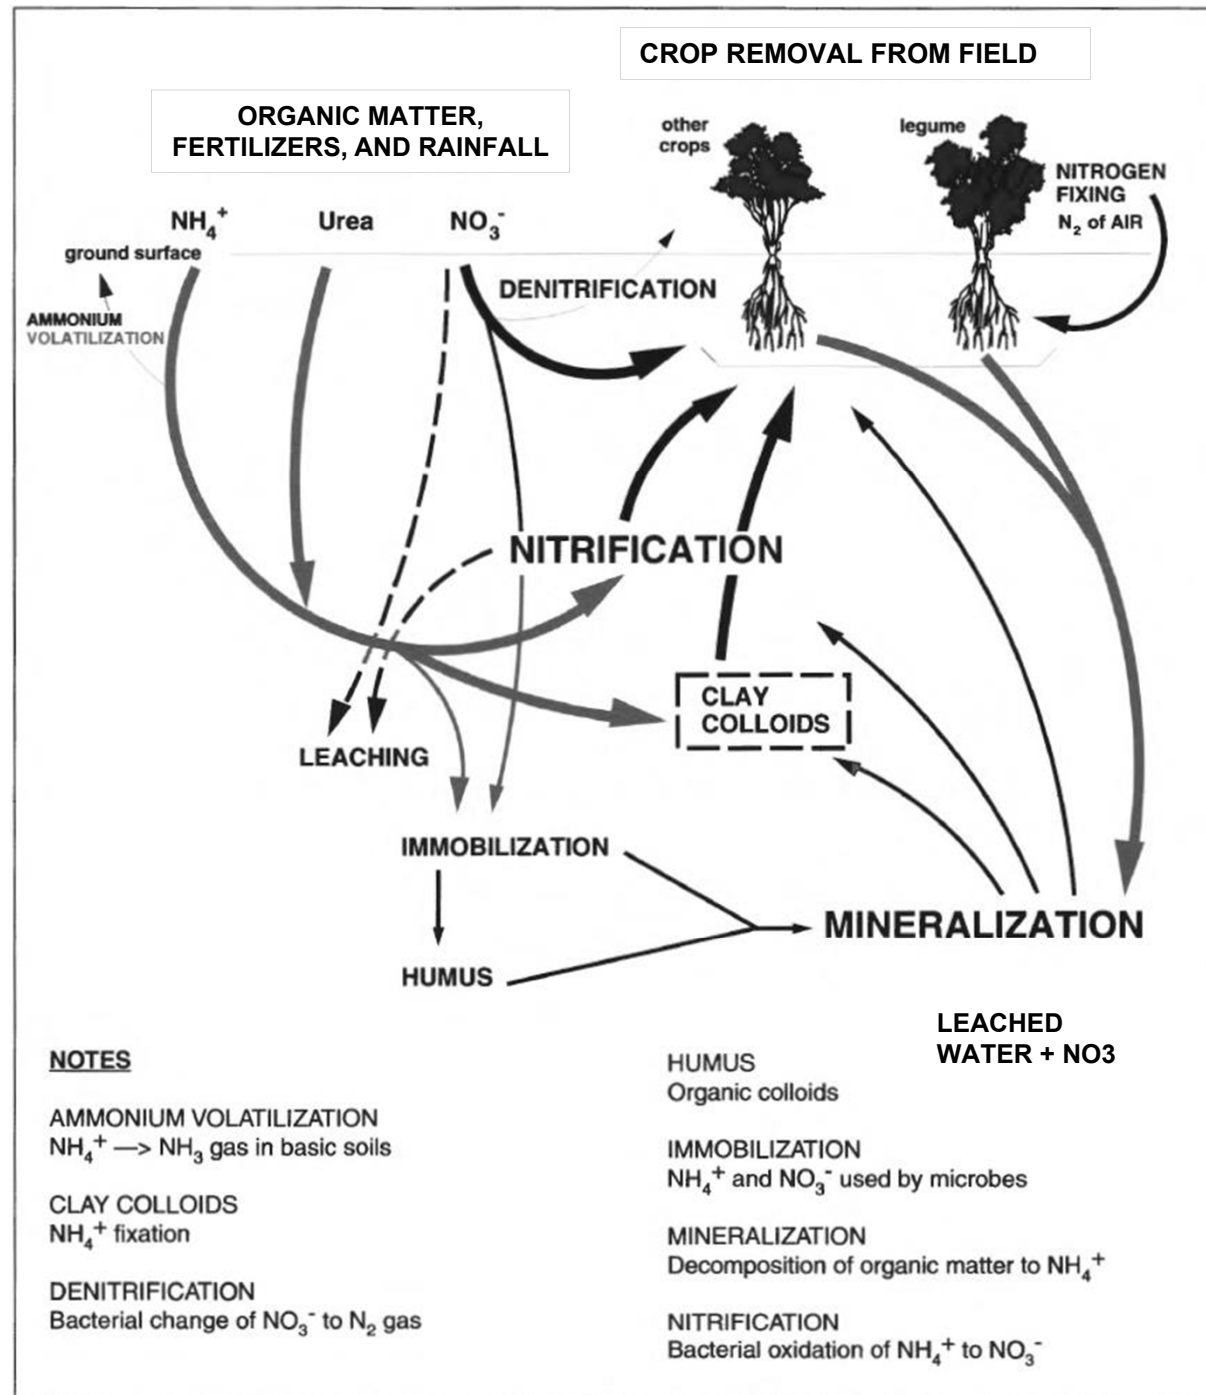 CROP REMOVAL FROM FIELD
ORGANIC MATTER,
FERTILIZERS, AND RAINFALL
other
crops
legume
NITROGEN
FIXING
N₂ of AIR
NH₄⁺
Urea
NO₃⁻
ground surface
DENITRIFICATION
AMMONIUM
VOLATILIZATION
NITRIFICATION
CLAY
COLLOIDS
LEACHING
IMMOBILIZATION
MINERALIZATION
HUMUS
LEACHED
WATER + NO3
NOTES
AMMONIUM VOLATILIZATION
NH₄⁺ —> NH₃ gas in basic soils
CLAY COLLOIDS
NH₄⁺ fixation
DENITRIFICATION
Bacterial change of NO₃⁻ to N₂ gas
HUMUS
Organic colloids
IMMOBILIZATION
NH₄⁺ and NO₃⁻ used by microbes
MINERALIZATION
Decomposition of organic matter to NH₄⁺
NITRIFICATION
Bacterial oxidation of NH₄⁺ to NO₃⁻